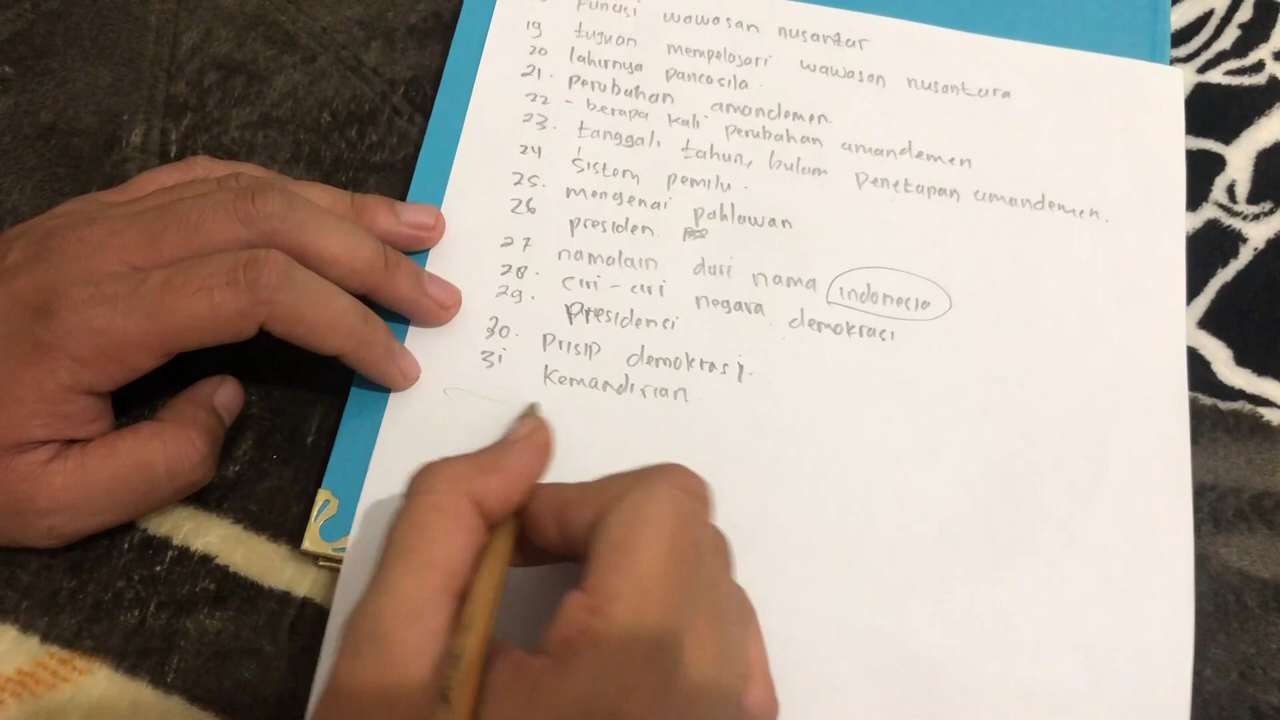 Fungsi wawasan nusantar
19 tujuan mempelajari wawasan nusantara
20 lahirnya pancasila.
21. perubahan amandemen.
22 - berapa kali perubahan amandemen
23. tanggal, tahun, bulam penetapan amandemen.
24 sistem pemilu.
25. mengenai pahlawan
26 presiden.
27 namalain dari nama indonesia
28. ciri-ciri negara demokrasi
29. presidensi
30. prisip demokrasi.
31 kemandirian